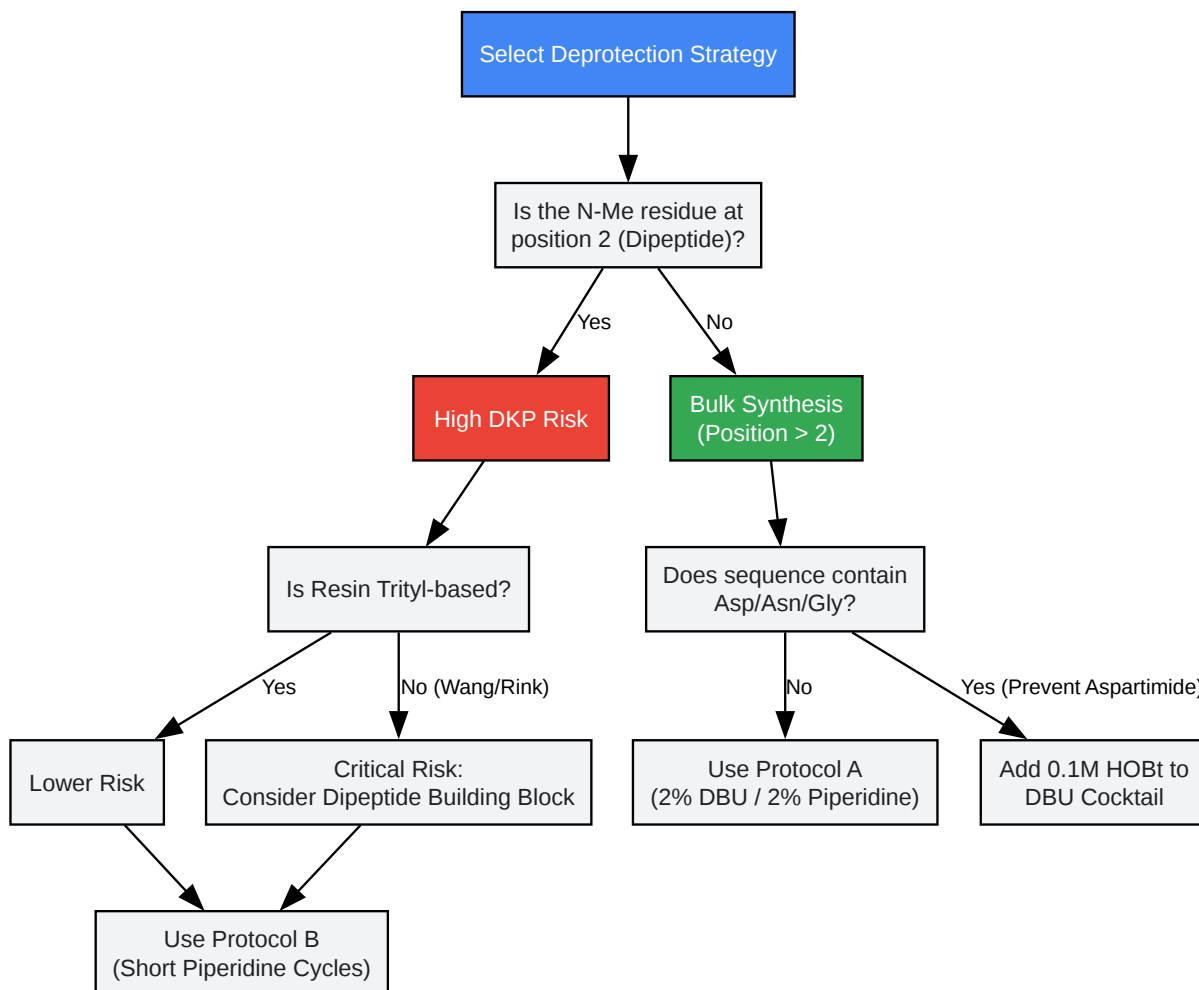 Select Deprotection Strategy
Is the N-Me residue at
position 2 (Dipeptide)?
Yes
No
High DKP Risk
Bulk Synthesis
(Position > 2)
Is Resin Trityl-based?
Does sequence contain
Asp/Asn/Gly?
Yes
No (Wang/Rink)
No
Yes (Prevent Aspartimide)
Lower Risk
Critical Risk:
Consider Dipeptide Building Block
Use Protocol A
(2% DBU / 2% Piperidine)
Add 0.1M HOBt to
DBU Cocktail
Use Protocol B
(Short Piperidine Cycles)